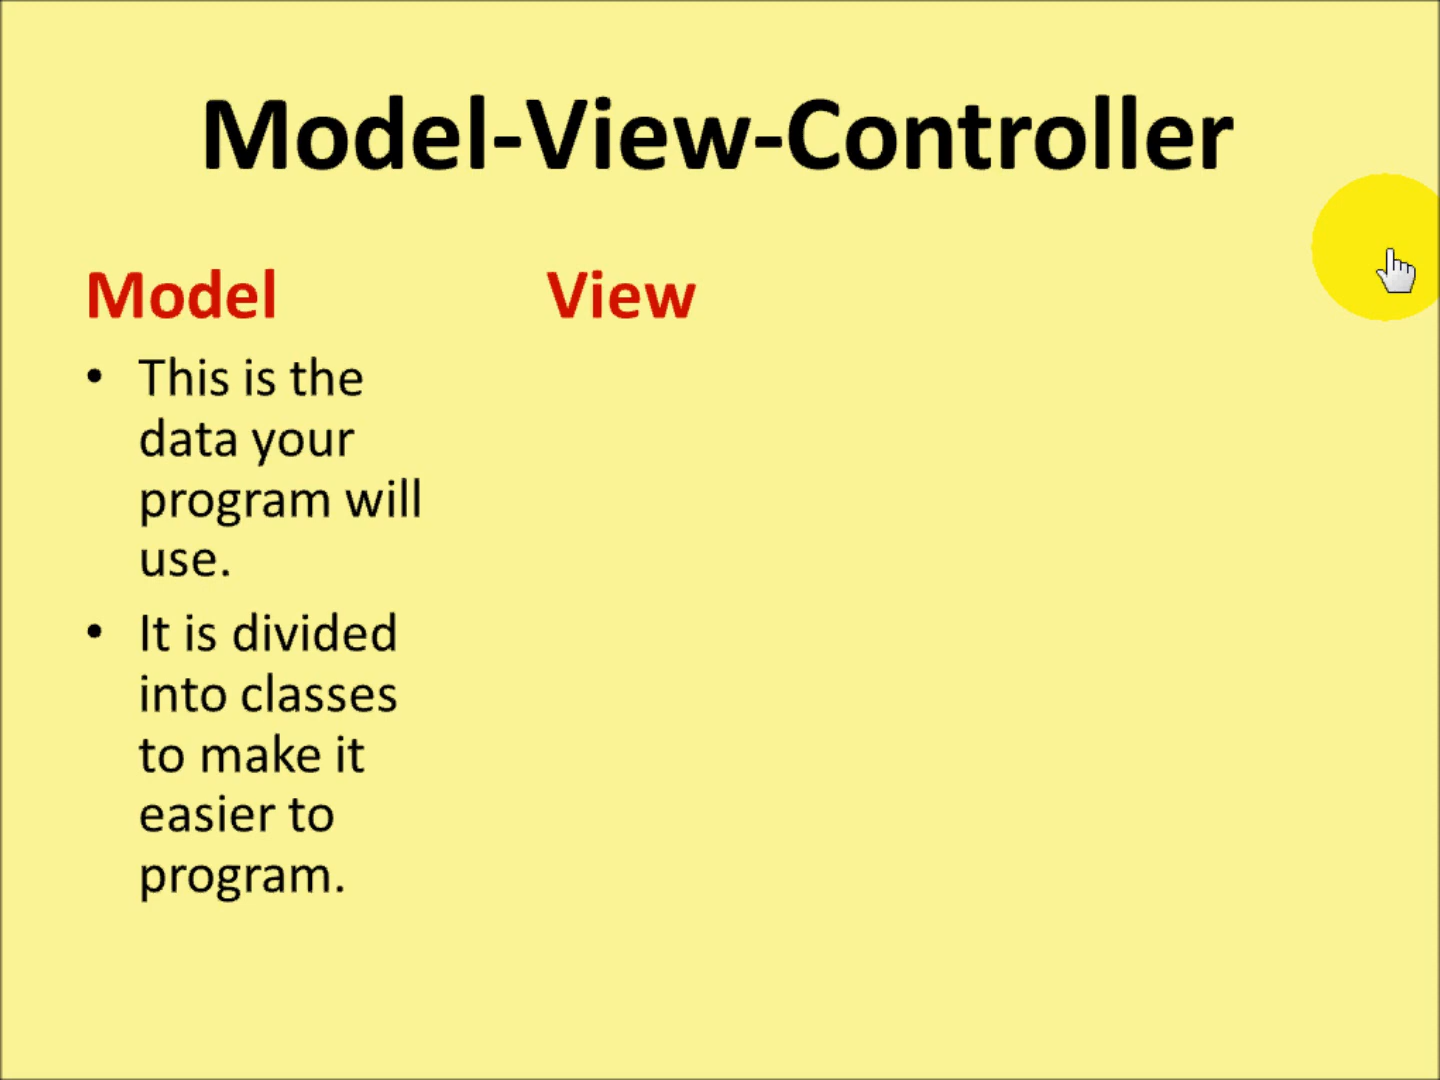 Model-View-Controller
Model
• This is the
data your
program will
use.
• It is divided
into classes
to make it
easier to
program.
View